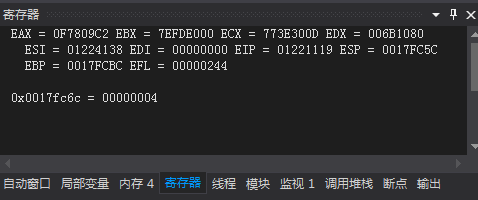 寄存器
EAX = 0F7809C2 EBX = 7EFDE000 ECX = 773E300D EDX = 006B1080
ESI = 01224138 EDI = 00000000 EIP = 01221119 ESP = 0017FC5C
EBP = 0017FCBC EFL = 00000244
0x0017fc6c = 00000004
自动窗口 局部变量 内存 4 寄存器 线程 模块 监视 1 调用堆栈 断点 输出